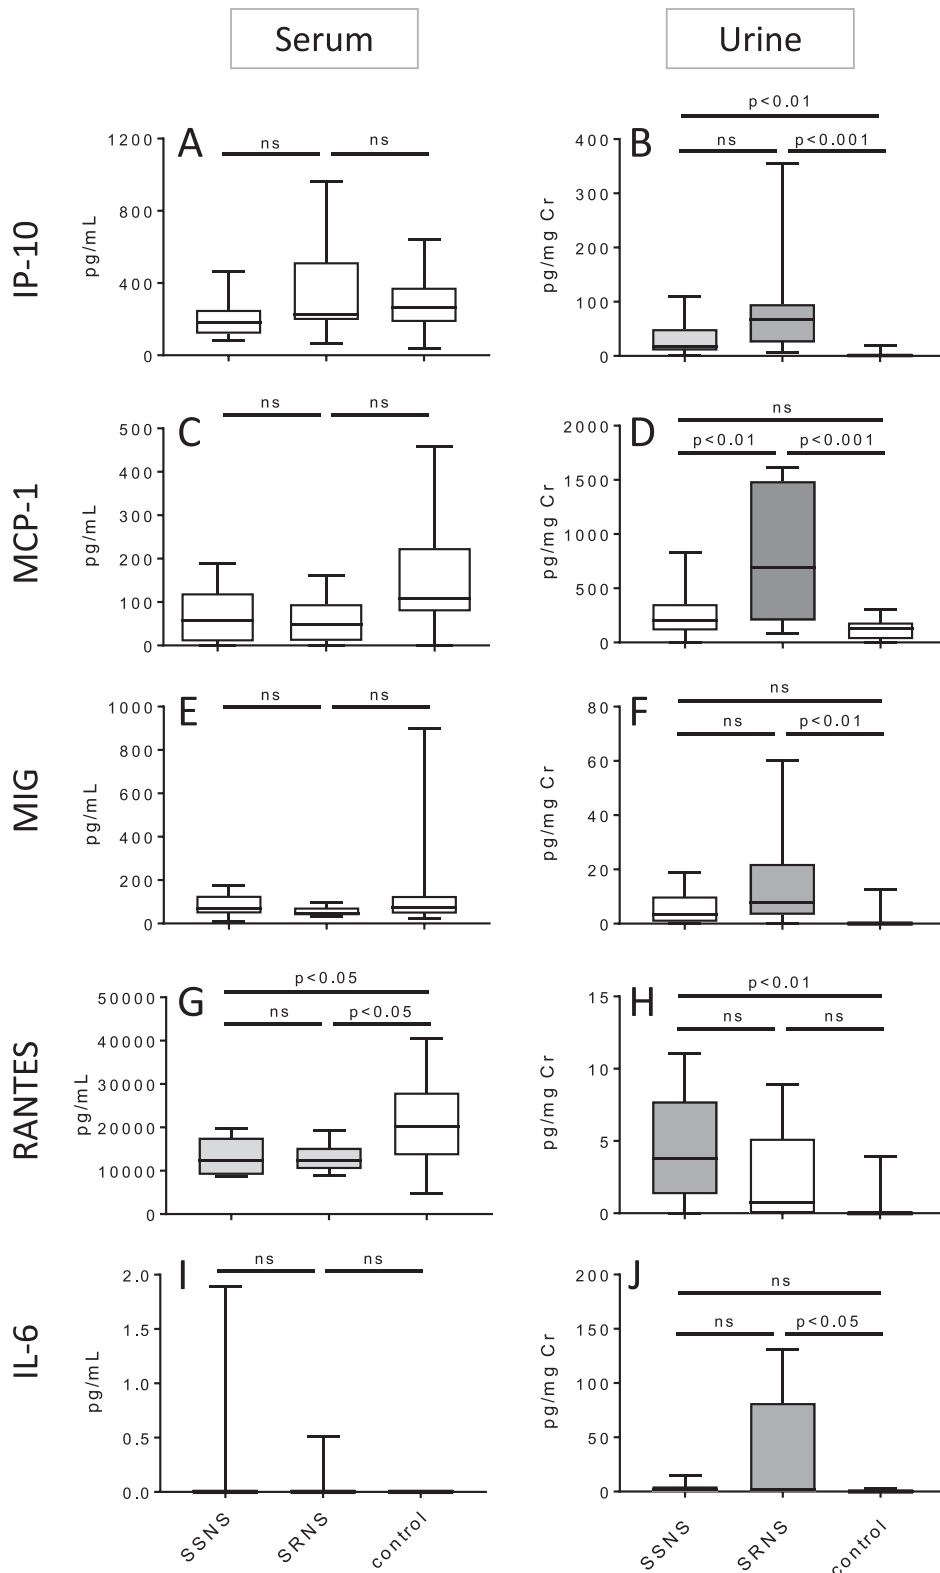 Serum
Urine
IP-10
A
pg/mL
1200
800
400
0
ns
ns
B
pg/mg Cr
400
300
200
100
0
p<0.01
ns
p<0.001
MCP-1
C
pg/mL
500
400
300
200
100
0
ns
ns
D
pg/mg Cr
2000
1500
1000
500
0
ns
p<0.01
p<0.001
MIG
E
pg/mL
1000
800
600
400
200
0
ns
ns
F
pg/mg Cr
80
60
40
20
0
ns
ns
p<0.01
RANTES
G
pg/mL
50000
40000
30000
20000
10000
0
p<0.05
ns
p<0.05
H
pg/mg Cr
15
10
5
0
p<0.01
ns
ns
IL-6
I
pg/mL
2.0
1.5
1.0
0.5
0.0
ns
ns
J
pg/mg Cr
200
150
100
50
0
ns
ns
p<0.05
SSNS
SRNS
control
SSNS
SRNS
control